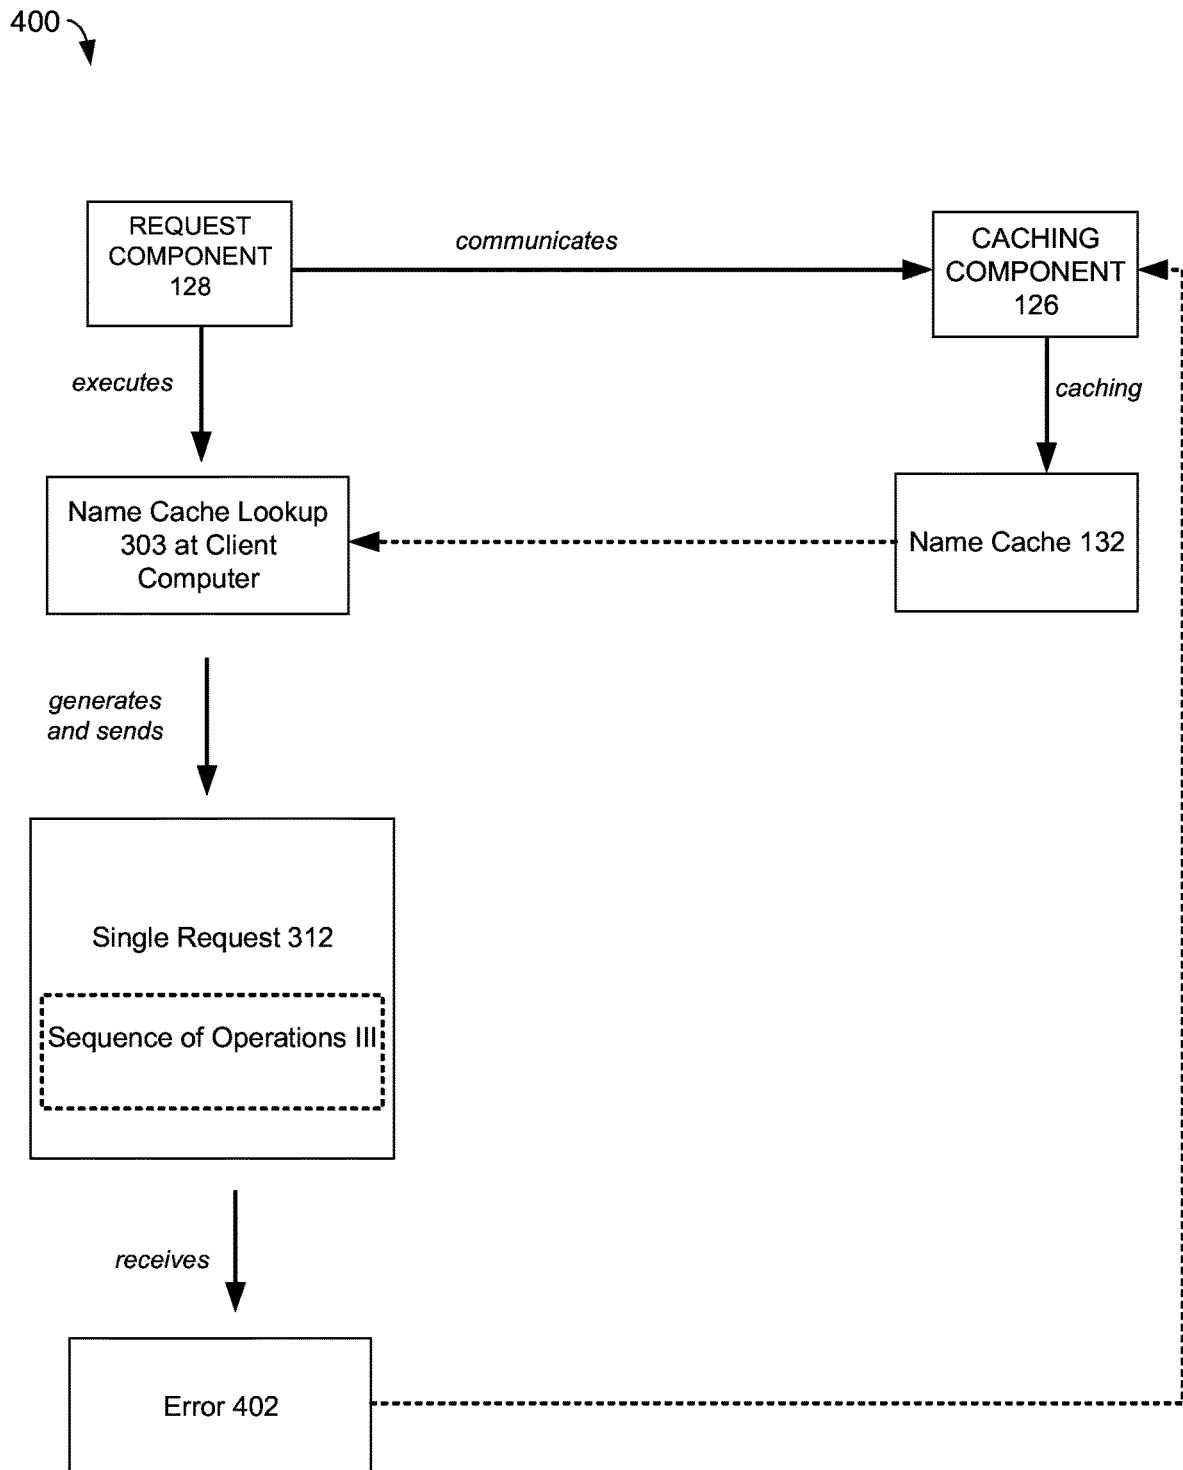 400
REQUEST
COMPONENT
128
communicates
CACHING
COMPONENT
126
executes
caching
Name Cache Lookup
303 at Client
Computer
Name Cache 132
generates
and sends
Single Request 312
Sequence of Operations III
receives
Error 402